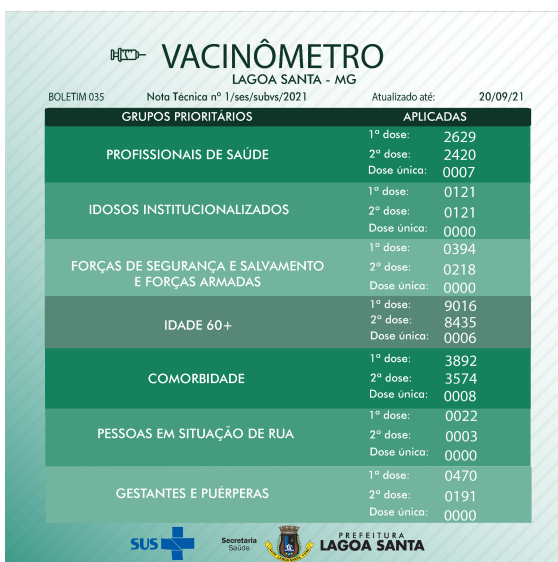 VACINÔMETRO
LAGOA SANTA - MG
BOLETIM 035 Nota Técnica nº 1/ses/subvs/2021 Atualizado até: 20/09/21
GRUPOS PRIORITÁRIOS APLICADAS
PROFISSIONAIS DE SAÚDE
1ª dose: 2629
2ª dose: 2420
Dose única: 0007
IDOSOS INSTITUCIONALIZADOS
1ª dose: 0121
2ª dose: 0121
Dose única: 0000
FORÇAS DE SEGURANÇA E SALVAMENTO
E FORÇAS ARMADAS
1ª dose: 0394
2ª dose: 0218
Dose única: 0000
IDADE 60+
1ª dose: 9016
2ª dose: 8435
Dose única: 0006
COMORBIDADE
1ª dose: 3892
2ª dose: 3574
Dose única: 0008
PESSOAS EM SITUAÇÃO DE RUA
1ª dose: 0022
2ª dose: 0003
Dose única: 0000
GESTANTES E PUÉRPERAS
1ª dose: 0470
2ª dose: 0191
Dose única: 0000
SUS
Secretaria
Saúde
PREFEITURA
LAGOA SANTA